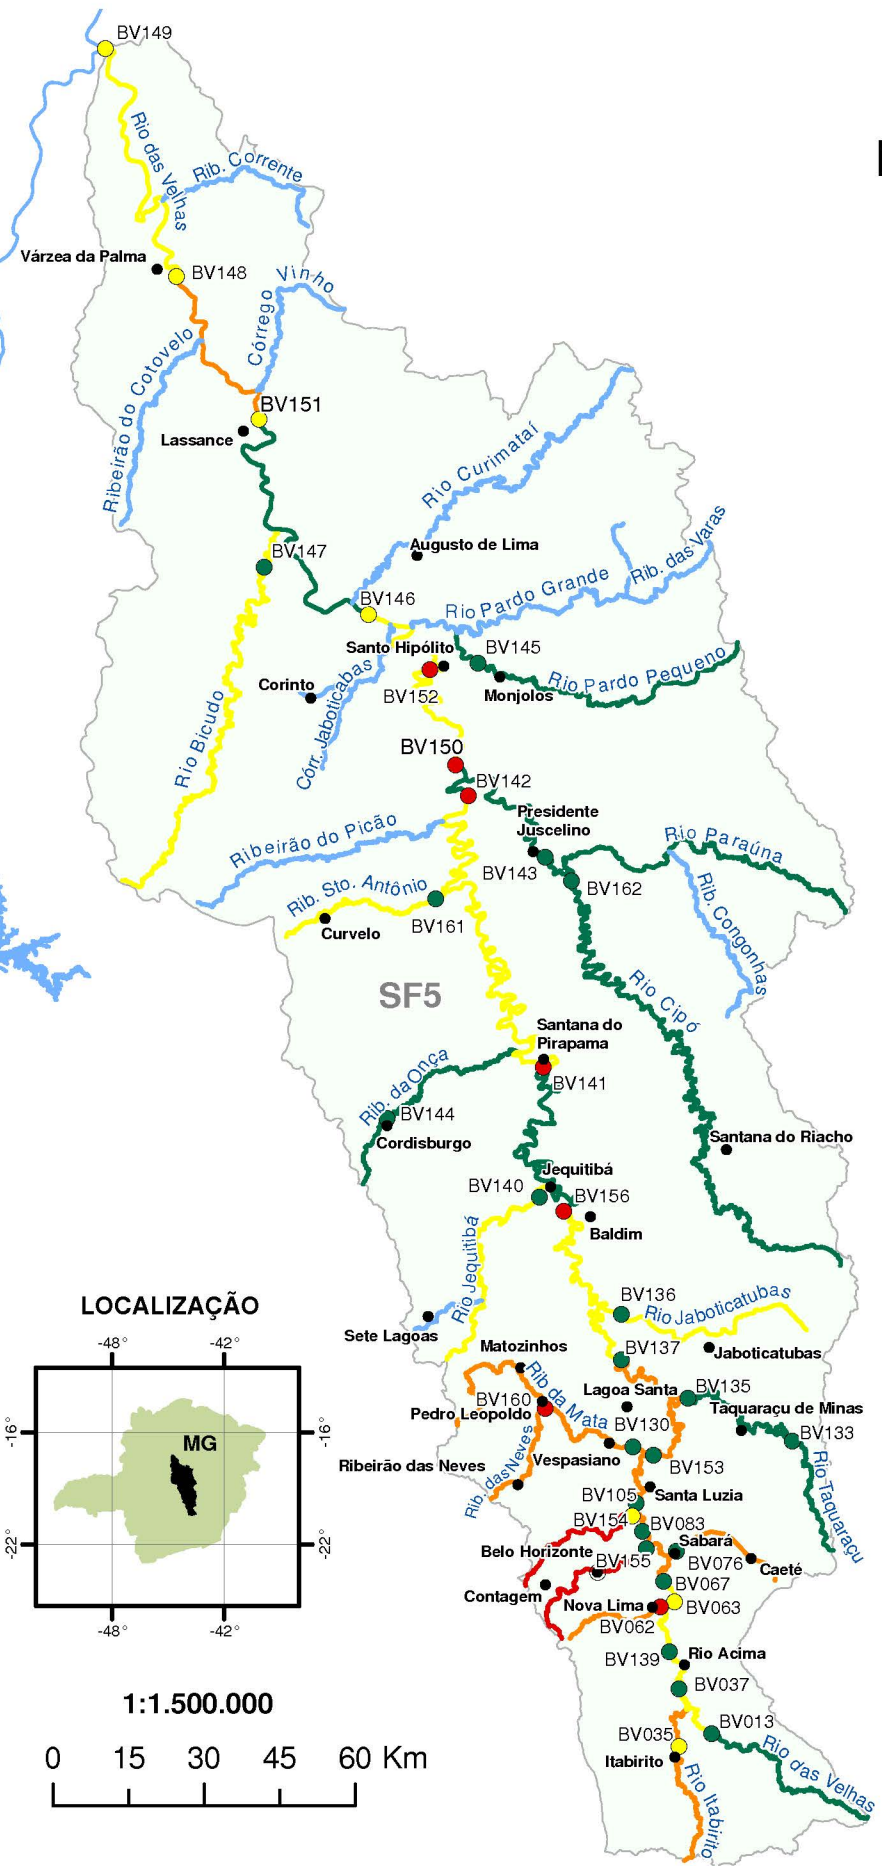 BV149
Rio das Velhas
Rib. Corrente
Várzea da Palma
BV148
Córrego Vinho
Ribeirão do Cotovelo
BV151
Lassance
Rio Curimataí
Augusto de Lima
BV147
Rib. das Varas
Rio Pardo Grande
BV146
Santo Hipólito
BV145
Rio Pardo Pequeno
Monjolos
Corinto
BV152
Córr. Jaboticabas
Rio Bicudo
BV150
BV142
Presidente
Juscelino
Ribeirão do Picão
Rio Paraúna
BV143
BV162
Rib. Sto. Antônio
Rib. Congonhas
BV161
Curvelo
SF5
Rio Cipó
Santana do
Pirapama
BV141
Rib. da Onça
BV144
Cordisburgo
Santana do Riacho
Jequitibá
BV140
BV156
Baldim
Rio Jequitibá
BV136
Rio Jaboticatubas
LOCALIZAÇÃO
Sete Lagoas
Matozinhos
BV137
Jaboticatubas
-48°
-42°
Rib da Mata
Lagoa Santa
BV135
BV160
Pedro Leopoldo
Taquaraçu de Minas
-16°
-16°
MG
BV130
BV133
Vespasiano
BV153
Ribeirão das Neves
Rib. das Neves
Rio Taquaraçu
BV105
Santa Luzia
BV154
BV083
-22°
-22°
Belo Horizonte
Sabará
BV155
BV076
Caeté
Contagem
BV067
Nova Lima
BV063
BV062
-48°
-42°
BV139
Rio Acima
BV037
1:1.500.000
BV035
BV013
Itabirito
Rio das Velhas
Rio Itabirito
0 15 30 45 60 Km